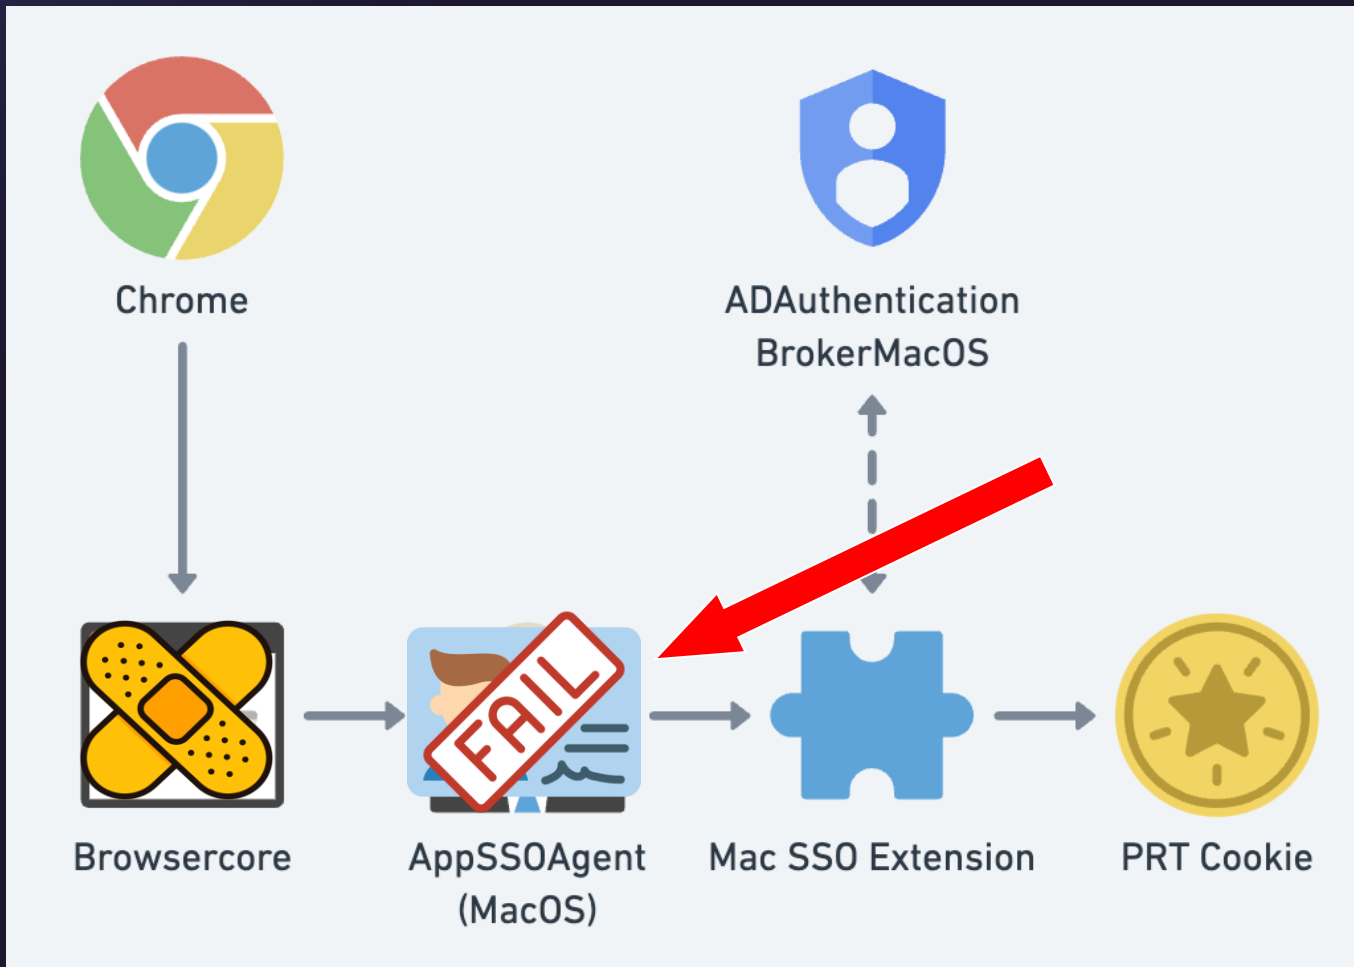 Chrome
ADAuthentication
BrokerMacOS
FAIL
Browsercore
AppSSOAgent
(MacOS)
Mac SSO Extension
PRT Cookie